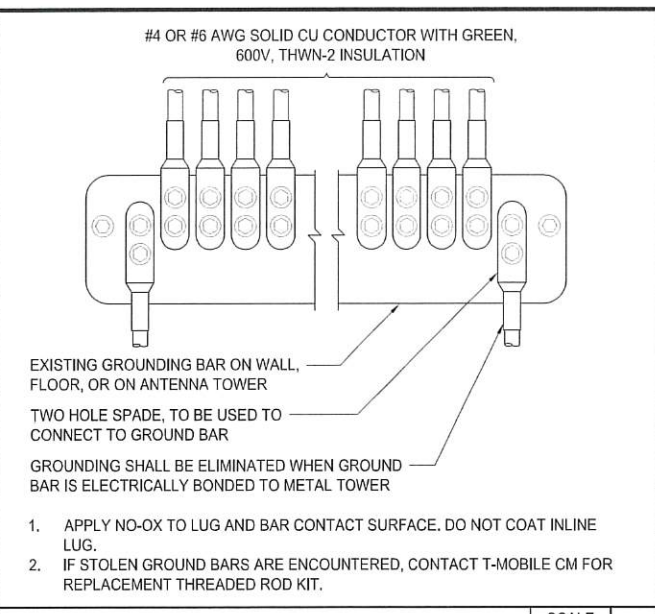 #4 OR #6 AWG SOLID CU CONDUCTOR WITH GREEN,
600V, THWN-2 INSULATION
EXISTING GROUNDING BAR ON WALL,
FLOOR, OR ON ANTENNA TOWER
TWO HOLE SPADE, TO BE USED TO
CONNECT TO GROUND BAR
GROUNDING SHALL BE ELIMINATED WHEN GROUND
BAR IS ELECTRICALLY BONDED TO METAL TOWER
1. APPLY NO-OX TO LUG AND BAR CONTACT SURFACE. DO NOT COAT INLINE
LUG.
2. IF STOLEN GROUND BARS ARE ENCOUNTERED, CONTACT T-MOBILE CM FOR
REPLACEMENT THREADED ROD KIT.